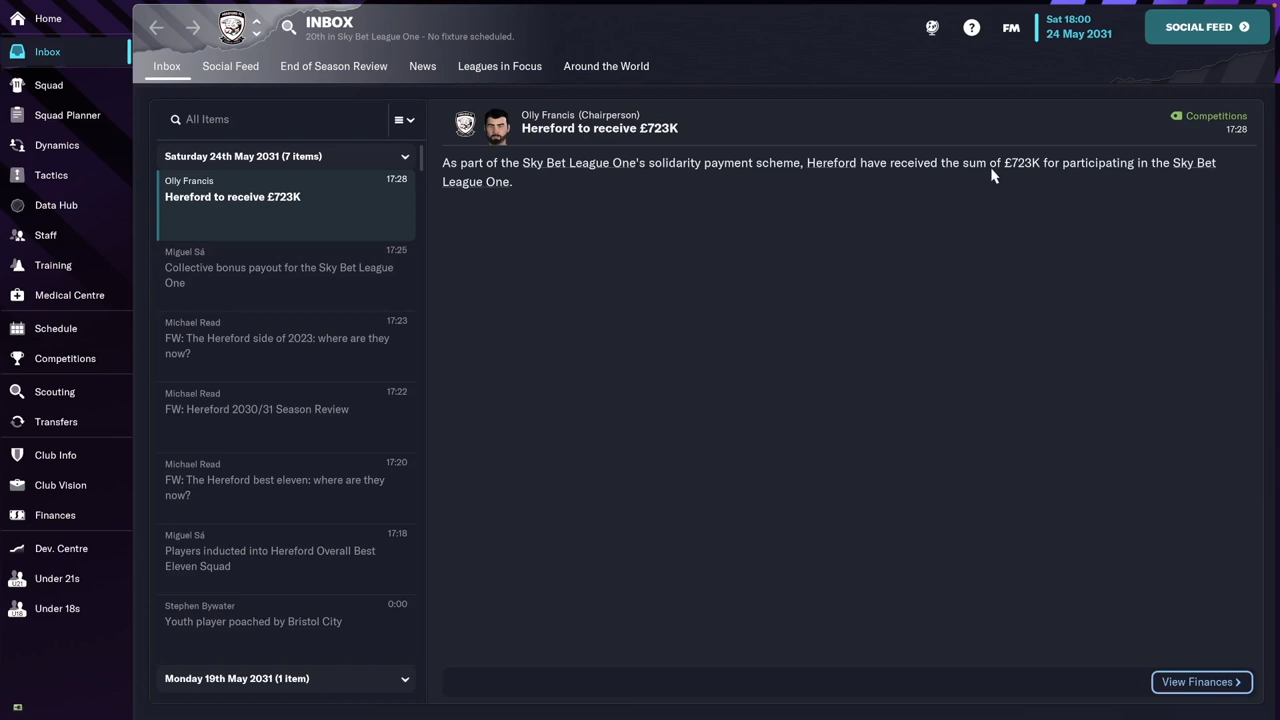 Home
Inbox
Squad
Squad Planner
Dynamics
Tactics
Data Hub
Staff
Training
Medical Centre
Schedule
Competitions
Scouting
Transfers
Club Info
Club Vision
Finances
Dev. Centre
U21
Under 21s
U18
Under 18s
INBOX
20th in Sky Bet League One - No fixture scheduled.
?
FM
Sat 18:00
24 May 2031
SOCIAL FEED
Inbox
Social Feed
End of Season Review
News
Leagues in Focus
Around the World
All Items
Saturday 24th May 2031 (7 items)
Olly Francis
17:28
Hereford to receive £723K
Miguel Sá
17:25
Collective bonus payout for the Sky Bet League
One
Michael Read
17:23
FW: The Hereford side of 2023: where are they
now?
Michael Read
17:22
FW: Hereford 2030/31 Season Review
Michael Read
17:20
FW: The Hereford best eleven: where are they
now?
Miguel Sá
17:18
Players inducted into Hereford Overall Best
Eleven Squad
Stephen Bywater
0:00
Youth player poached by Bristol City
Monday 19th May 2031 (1 item)
Olly Francis (Chairperson)
Hereford to receive £723K
Competitions
17:28
As part of the Sky Bet League One's solidarity payment scheme, Hereford have received the sum of £723K for participating in the Sky Bet
League One.
View Finances